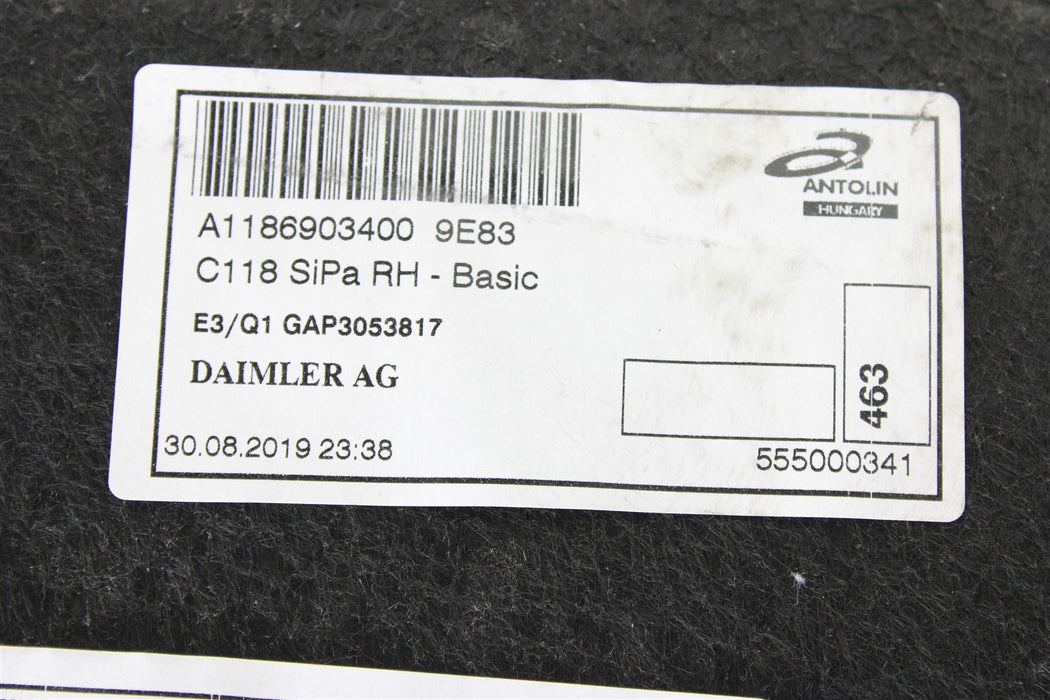 ANTOLIN
HUNGARY
A1186903400 9E83
C118 SiPa RH - Basic
E3/Q1 GAP3053817
DAIMLER AG
463
30.08.2019 23:38
555000341